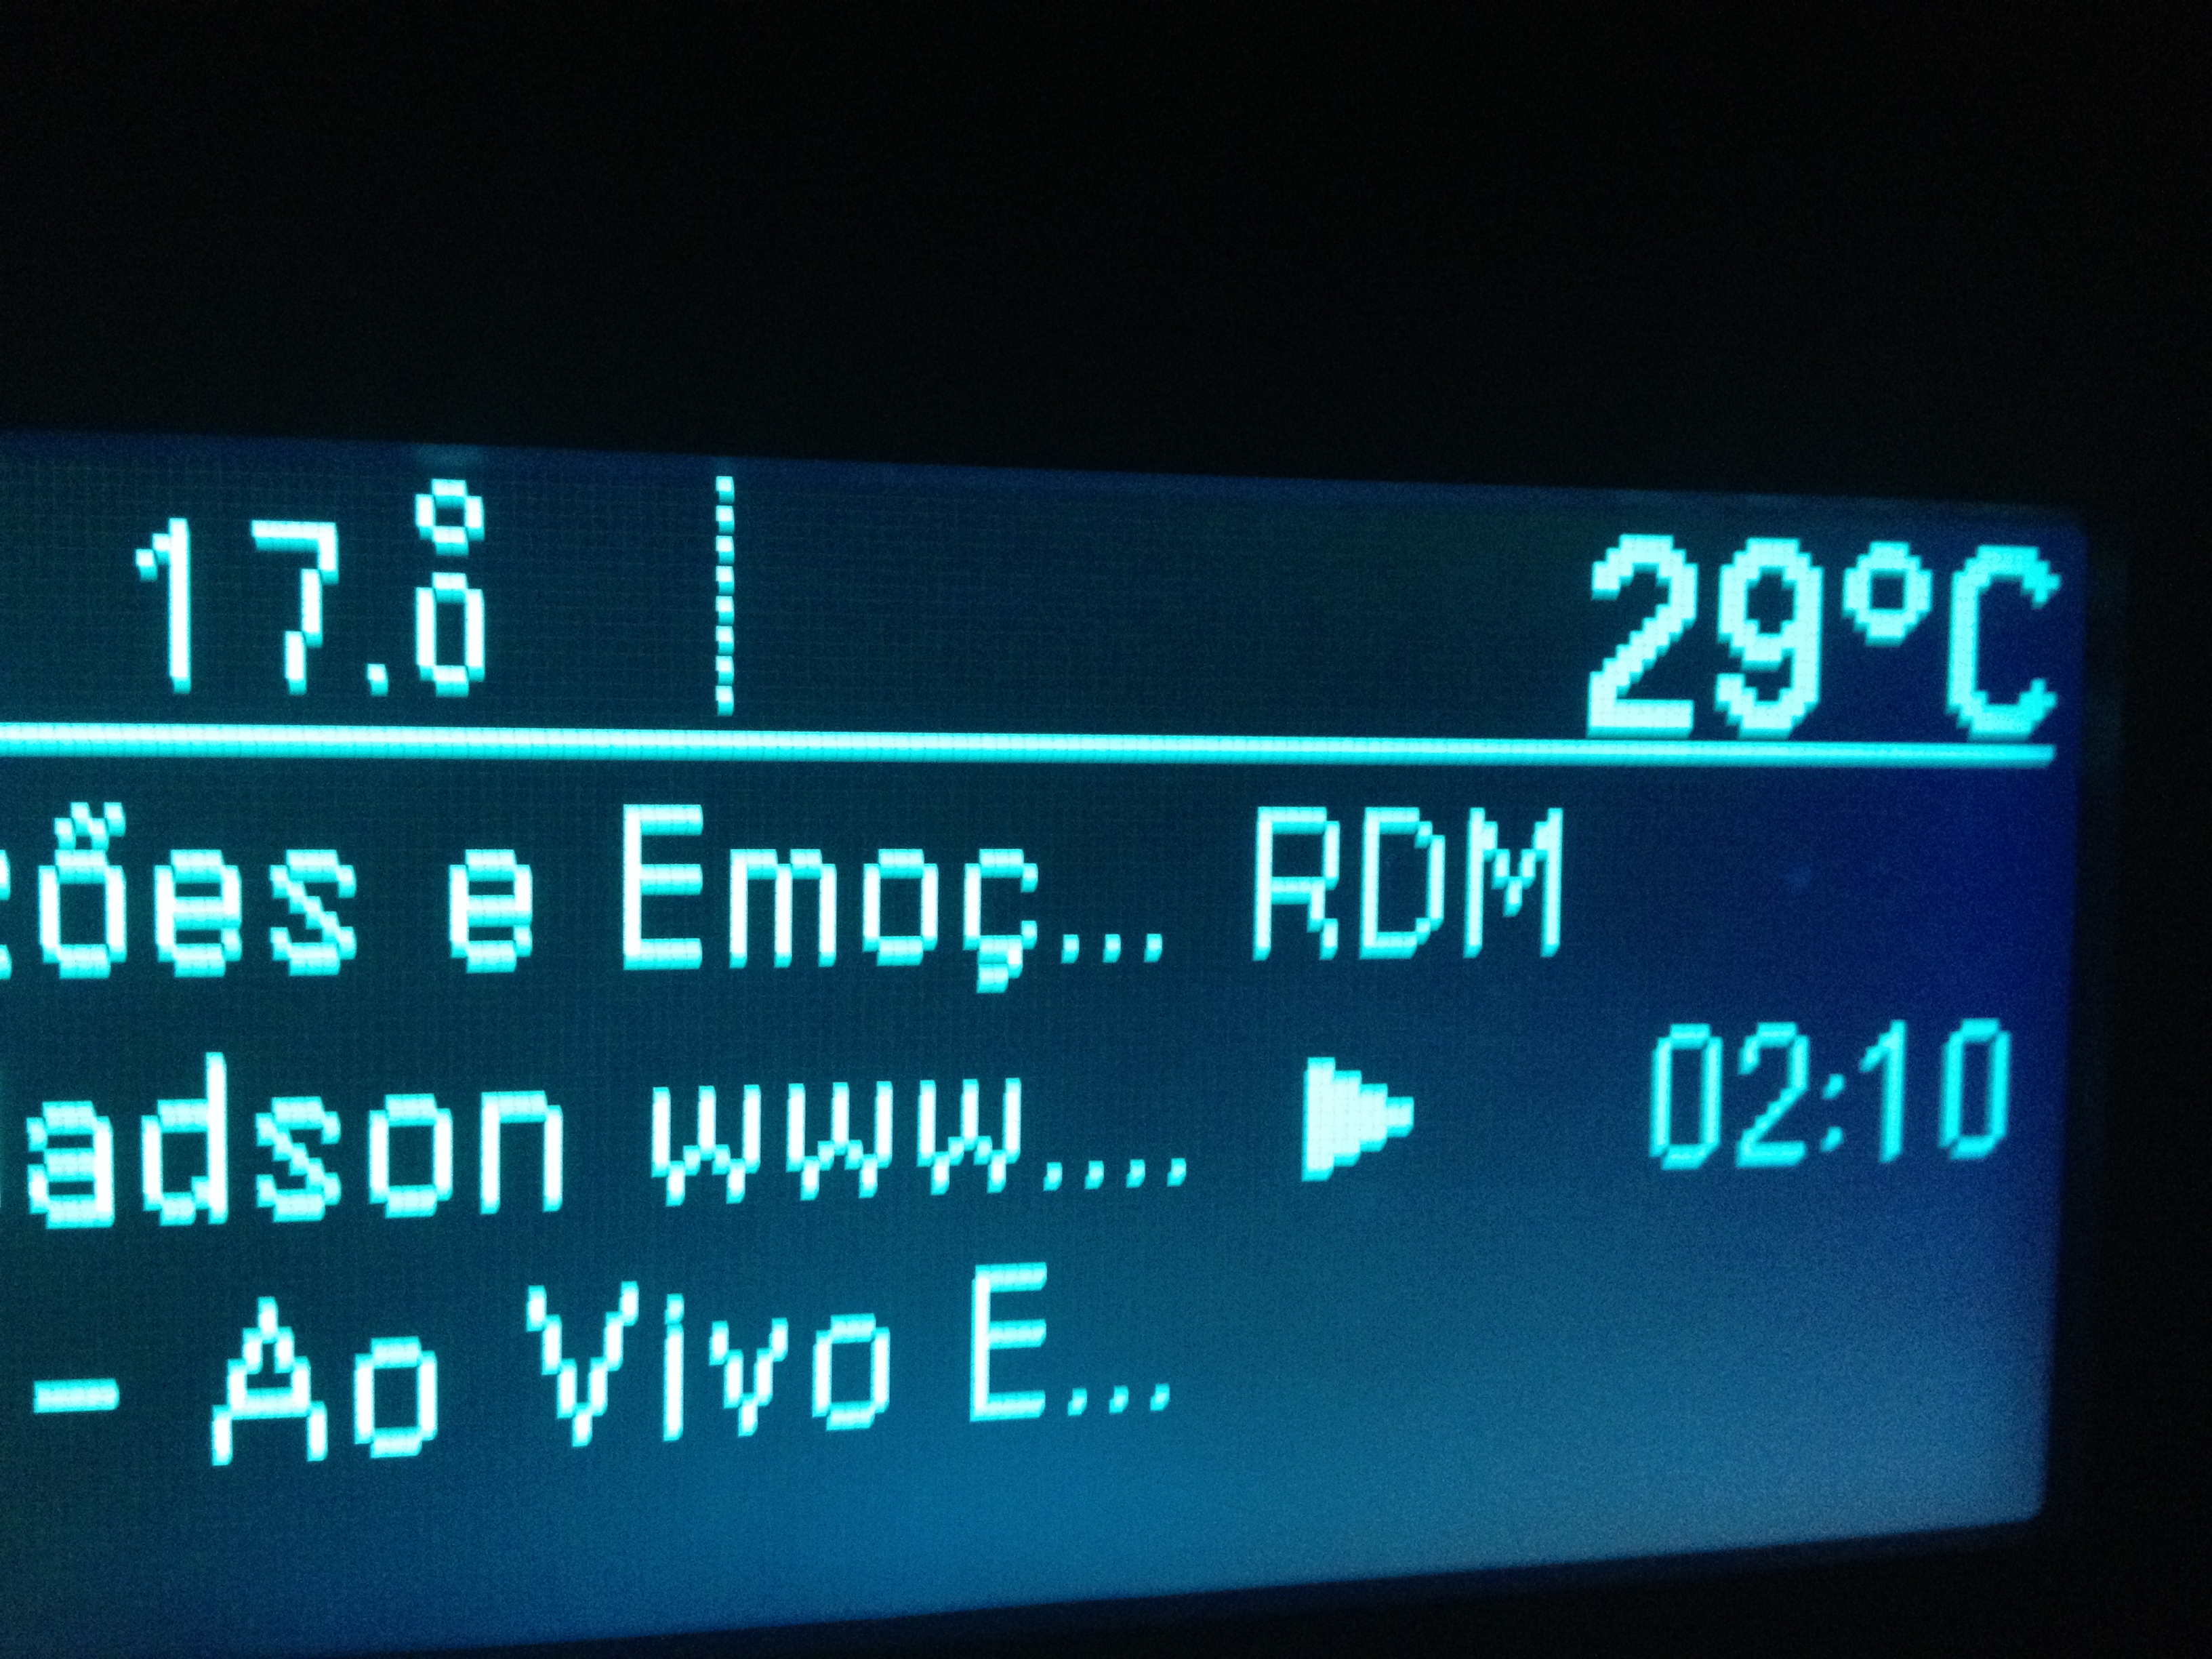 17.0° 29°C
ções e Emoç... RDM
adson www.... 02:10
- Ao Vivo E...